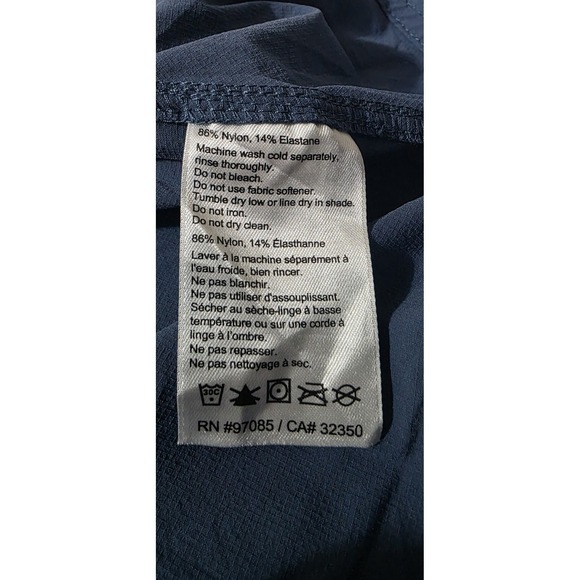 86% Nylon, 14% Elastane
Machine wash cold separately,
rinse thoroughly.
Do not bleach.
Do not use fabric softener.
Tumble dry low or line dry in shade.
Do not iron.
Do not dry clean.
86% Nylon, 14% Élasthanne
Laver à la machine séparément à
l'eau froide, bien rincer.
Ne pas blanchir.
Ne pas utiliser d'assouplissant.
Sécher au sèche-linge à basse
température ou sur une corde à
linge à l'ombre.
Ne pas repasser.
Ne pas nettoyage à sec.
30C
RN #97085 / CA# 32350